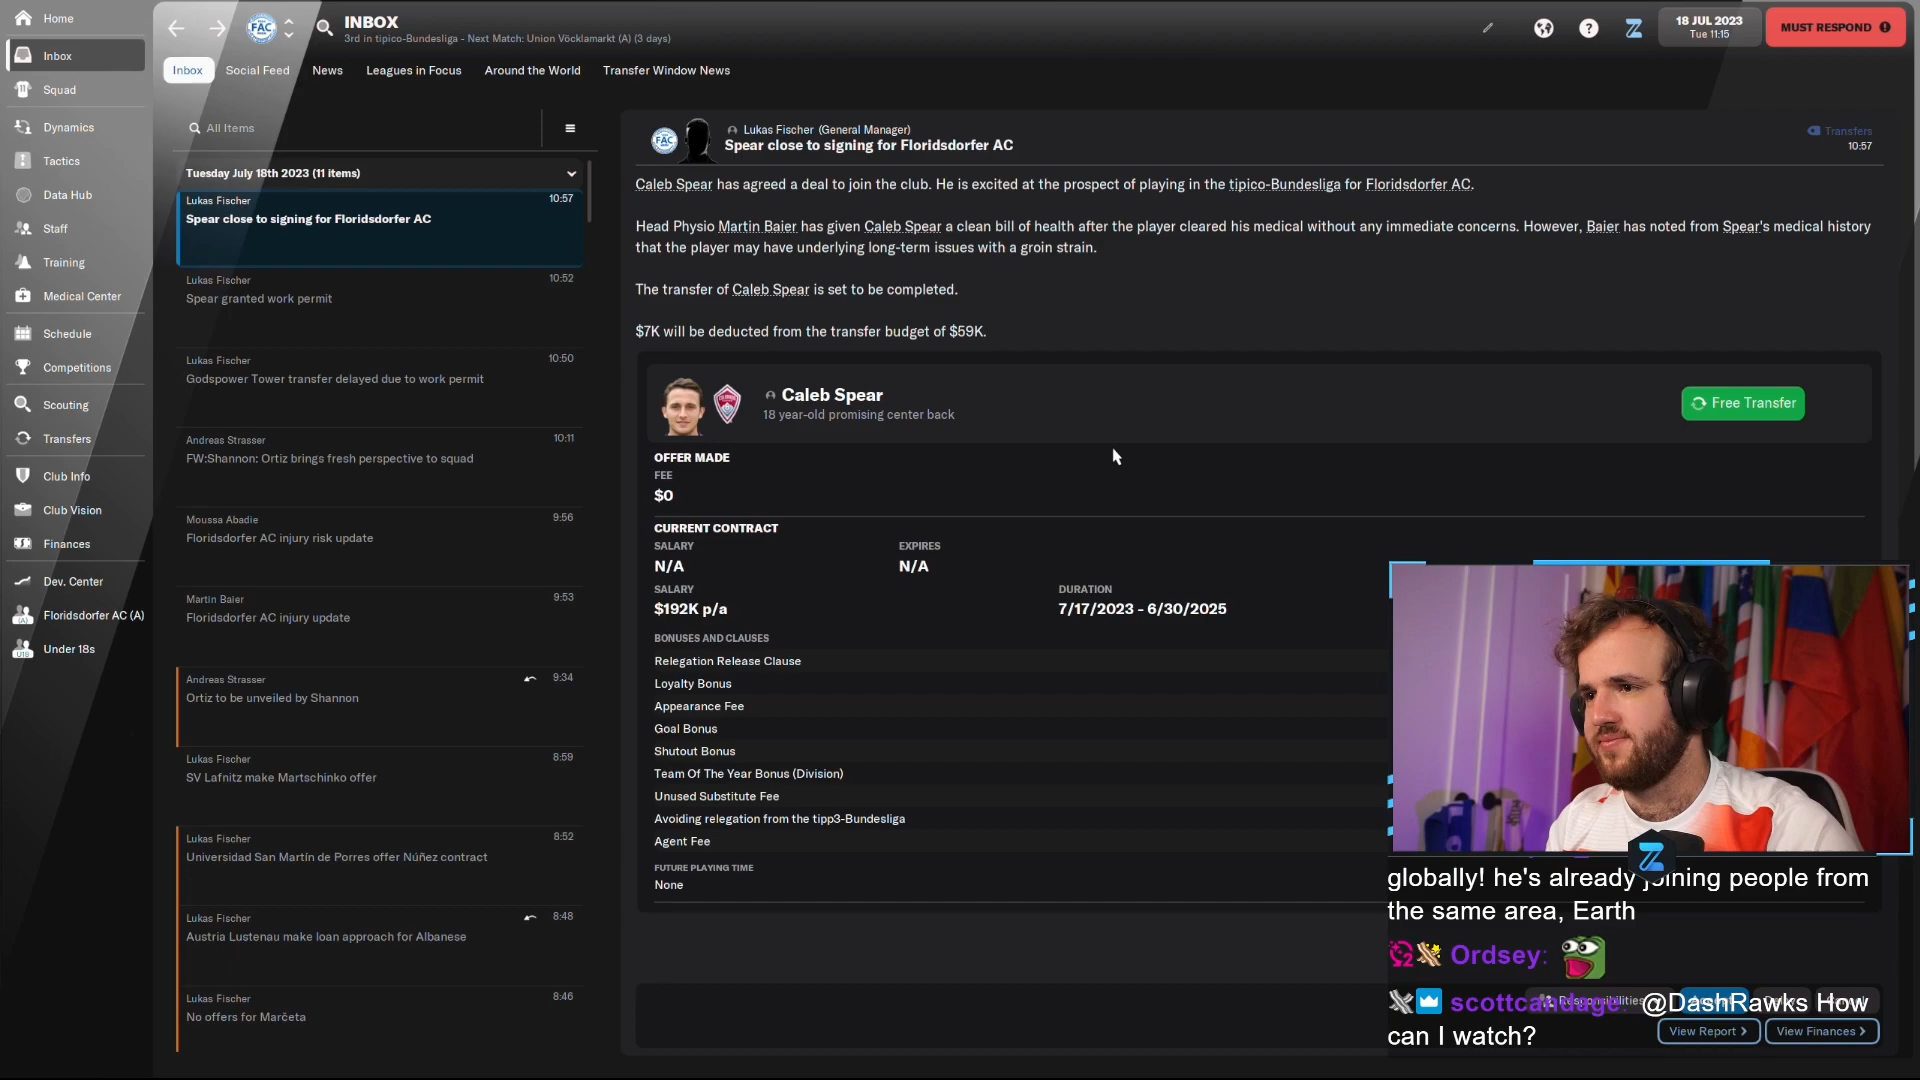 Home
Inbox
Squad
Dynamics
Tactics
Data Hub
Staff
Training
Medical Center
Schedule
Competitions
Scouting
Transfers
Club Info
Club Vision
Finances
Dev. Center
Floridsdorfer AC (A)
Under 18s
FAC
INBOX
3rd in tipico-Bundesliga - Next Match: Union Vöcklamarkt (A) (3 days)
18 JUL 2023
Tue 11:15
MUST RESPOND
Inbox Social Feed News Leagues in Focus Around the World Transfer Window News
All Items
Tuesday July 18th 2023 (11 items)
Lukas Fischer 10:57
Spear close to signing for Floridsdorfer AC
Lukas Fischer 10:52
Spear granted work permit
Lukas Fischer 10:50
Godspower Tower transfer delayed due to work permit
Andreas Strasser 10:11
FW:Shannon: Ortiz brings fresh perspective to squad
Moussa Abadie 9:56
Floridsdorfer AC injury risk update
Martin Baier 9:53
Floridsdorfer AC injury update
Andreas Strasser 9:34
Ortiz to be unveiled by Shannon
Lukas Fischer 8:59
SV Lafnitz make Martschinko offer
Lukas Fischer 8:52
Universidad San Martín de Porres offer Núñez contract
Lukas Fischer 8:48
Austria Lustenau make loan approach for Albanese
Lukas Fischer 8:46
No offers for Marčeta
FAC
Lukas Fischer (General Manager)
Spear close to signing for Floridsdorfer AC
Transfers
10:57
Caleb Spear has agreed a deal to join the club. He is excited at the prospect of playing in the tipico-Bundesliga for Floridsdorfer AC.
Head Physio Martin Baier has given Caleb Spear a clean bill of health after the player cleared his medical without any immediate concerns. However, Baier has noted from Spear's medical history
that the player may have underlying long-term issues with a groin strain.
The transfer of Caleb Spear is set to be completed.
$7K will be deducted from the transfer budget of $59K.
Caleb Spear
18 year-old promising center back
Free Transfer
OFFER MADE
FEE
$0
CURRENT CONTRACT
SALARY EXPIRES
N/A N/A
SALARY DURATION
$192K p/a 7/17/2023 - 6/30/2025
BONUSES AND CLAUSES
Relegation Release Clause
Loyalty Bonus
Appearance Fee
Goal Bonus
Shutout Bonus
Team Of The Year Bonus (Division)
Unused Substitute Fee
Avoiding relegation from the tipp3-Bundesliga
Agent Fee
FUTURE PLAYING TIME
None
globally! he's already joining people from
the same area, Earth
Ordsey:
scottcandage: @DashRawks How
can I watch?
Responsibilities
View Report
View Finances